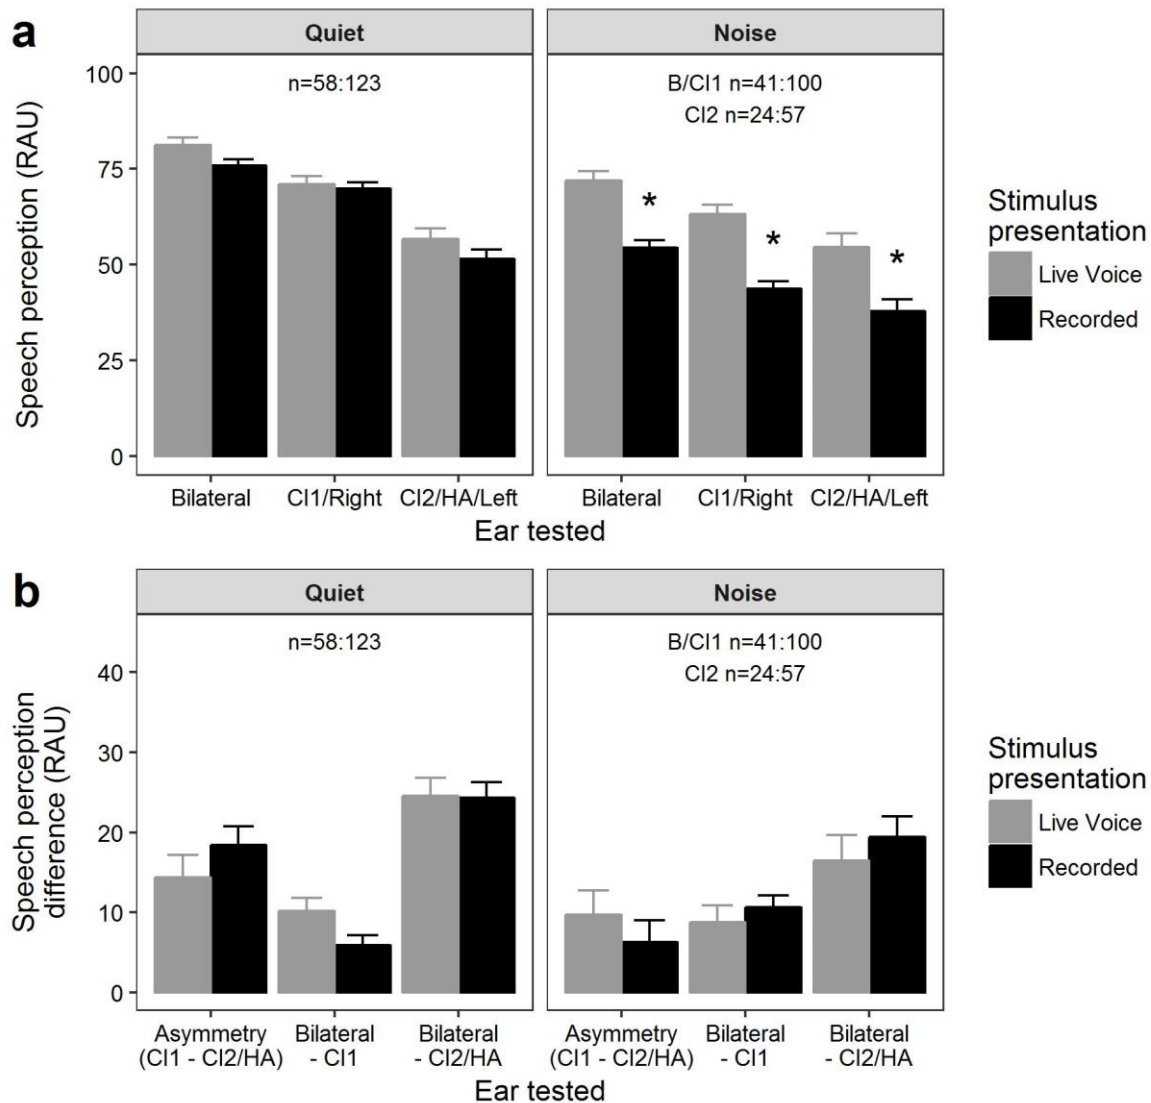 a
Quiet
Noise
n=58:123
B/CI1 n=41:100
CI2 n=24:57
Speech perception (RAU)
100
75
50
25
0
*
*
*
Bilateral
CI1/Right
CI2/HA/Left
Bilateral
CI1/Right
CI2/HA/Left
Ear tested
Stimulus
presentation
Live Voice
Recorded
b
Quiet
Noise
n=58:123
B/CI1 n=41:100
CI2 n=24:57
Speech perception
difference (RAU)
40
30
20
10
0
Asymmetry
(CI1 - CI2/HA)
Bilateral
- CI1
Bilateral
- CI2/HA
Asymmetry
(CI1 - CI2/HA)
Bilateral
- CI1
Bilateral
- CI2/HA
Ear tested
Stimulus
presentation
Live Voice
Recorded